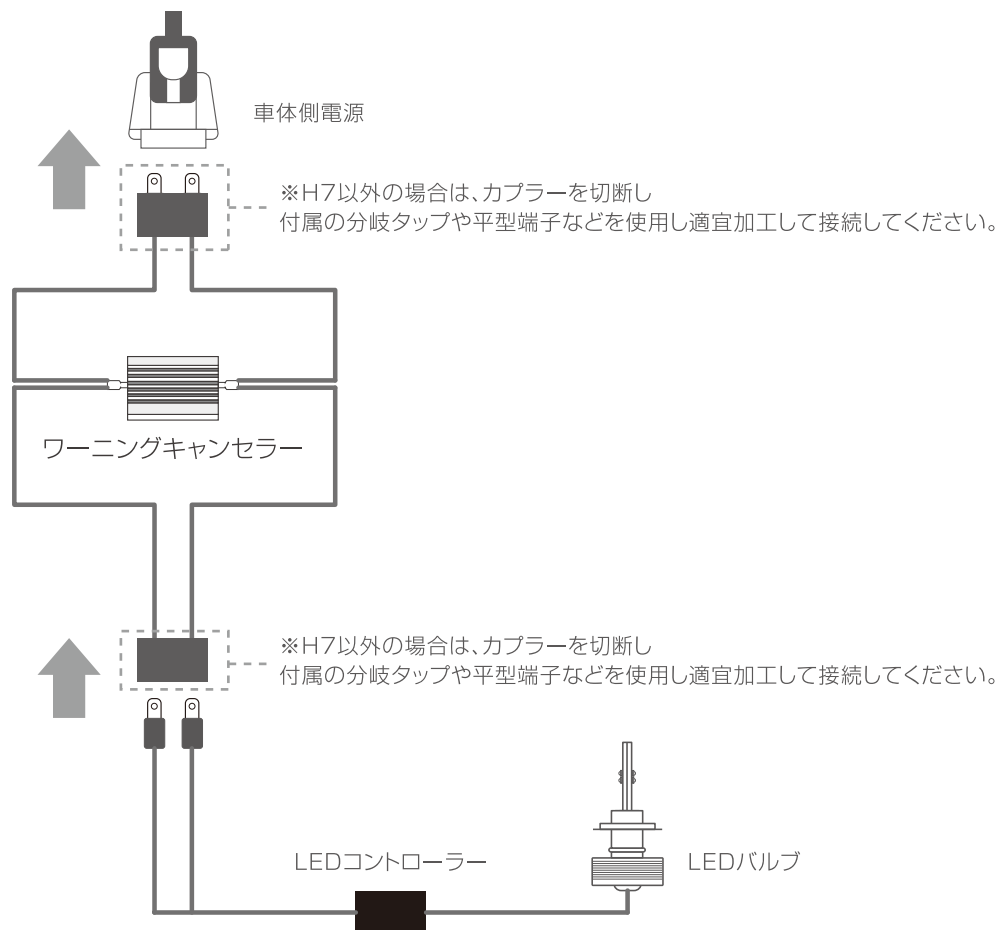 車体側電源
※H7以外の場合は、カプラーを切断し
付属の分岐タップや平型端子などを使用し適宜加工して接続してください。
ワーニングキャンセラー
※H7以外の場合は、カプラーを切断し
付属の分岐タップや平型端子などを使用し適宜加工して接続してください。
LEDコントローラー
LEDバルブ